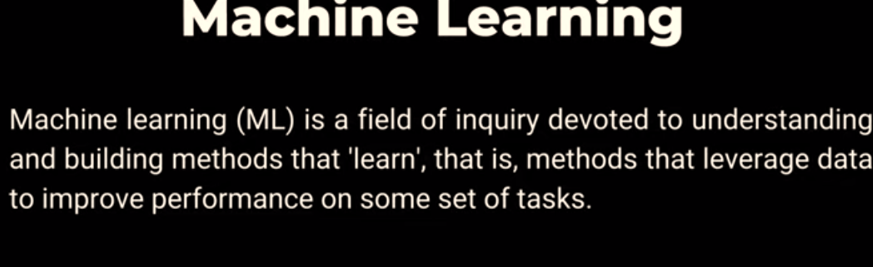 Machine Learning
Machine learning (ML) is a field of inquiry devoted to understanding
and building methods that 'learn', that is, methods that leverage data
to improve performance on some set of tasks.